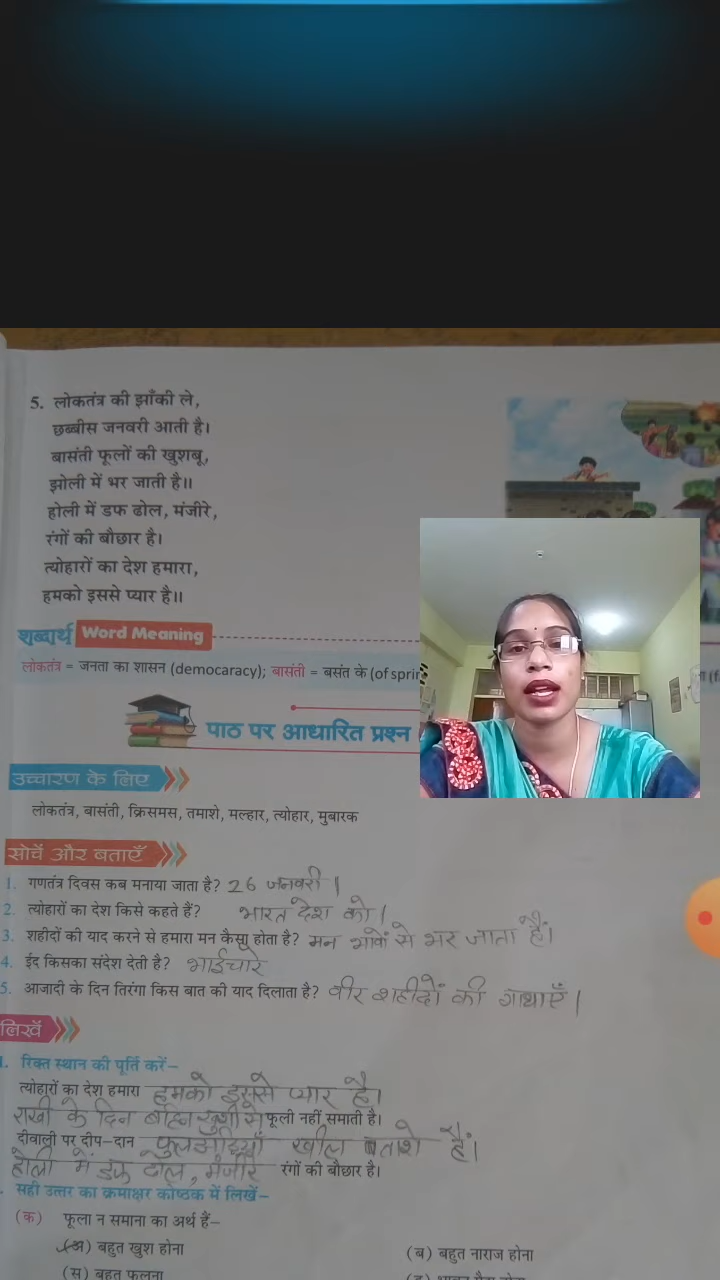 5. लोकतंत्र की झाँकी ले,
छब्बीस जनवरी आती है।
बासंती फूलों की खुशबू,
झोली में भर जाती है॥
होली में डफ ढोल, मंजीरे,
रंगों की बौछार है।
त्योहारों का देश हमारा,
हमको इससे प्यार है॥
शब्दार्थ Word Meaning
लोकतंत्र = जनता का शासन (democaracy); बासंती = बसंत के (of sprin
पाठ पर आधारित प्रश्न
उच्चारण के लिए
लोकतंत्र, बासंती, क्रिसमस, तमाशे, मल्हार, त्योहार, मुबारक
सोचें और बताएँ
1. गणतंत्र दिवस कब मनाया जाता है? 26 जनवरी।
2. त्योहारों का देश किसे कहते हैं? भारत देश को।
3. शहीदों की याद करने से हमारा मन कैसा होता है? मन भावों से भर जाता है।
4. ईद किसका संदेश देती है? भाईचारे
5. आजादी के दिन तिरंगा किस बात की याद दिलाता है? वीर शहीदों की गाथाएँ।
लिखें
1. रिक्त स्थान की पूर्ति करें–
त्योहारों का देश हमारा हमको इससे प्यार है।
राखी के दिन बहिन खुशी से फूली नहीं समाती है।
दीवाली पर दीप-दान फुलझड़ियाँ खील बताशे हैं।
होली में डफ ढोल, मंजीरे रंगों की बौछार है।
सही उत्तर का क्रमाक्षर कोष्ठक में लिखें–
(क) फूला न समाना का अर्थ हैं–
(अ) बहुत खुश होना (ब) बहुत नाराज होना
(स) बहुत फूलना